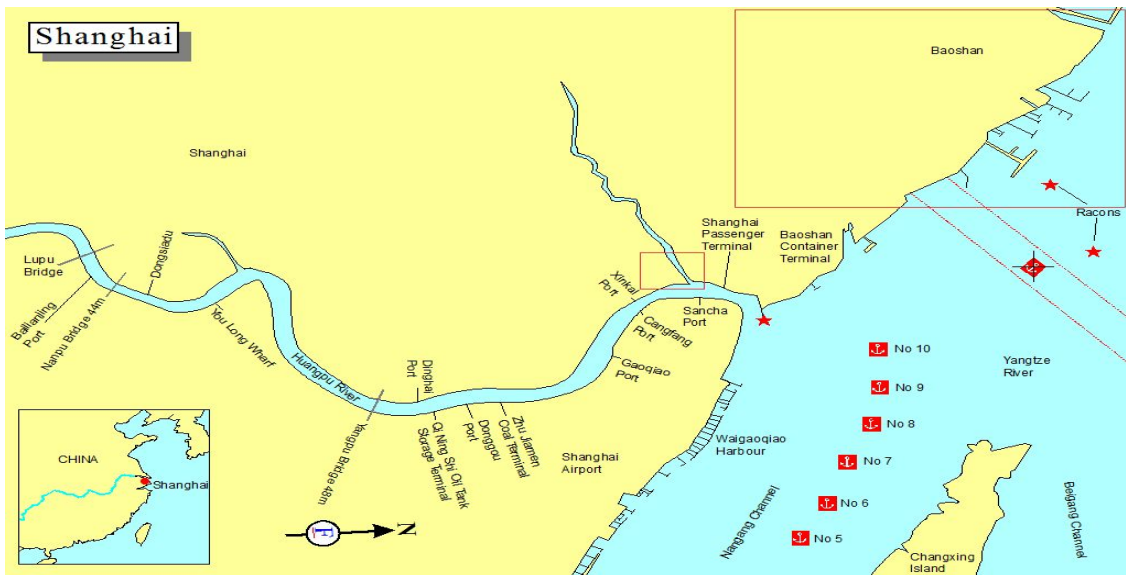 Shanghai
Baoshan
Shanghai
Racons
Shanghai
Passenger
Terminal
Baoshan
Container
Terminal
Lupu
Bridge
Dongsiadu
Bailianjing
Port
Nanpu Bridge 44m
You Long Wharf
Huangpu River
Xinkai
Port
Sancha
Port
Cangfang
Port
Gaoqiao
Port
No 10
Yangtze
River
No 9
No 8
No 7
No 6
No 5
Dinghai
Port
Yangpu Bridge 48m
Qi Ning Shi Oil Tank
Storage Terminal
Donggou
Port
Zhu Jiamen
Coal Terminal
Shanghai
Airport
Waigaoqiao
Harbour
Nangang Channel
Beigang Channel
Changxing
Island
CHINA
Shanghai
N